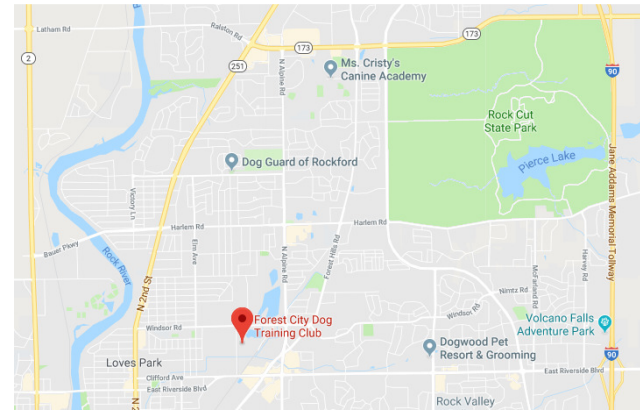 Latham Rd
Ralston Rd
173
173
2
251
90
N Alpine Rd
Ms. Cristy's
Canine Academy
Rock Cut
State Park
Pierce Lake
Jane Addams Memorial Tollway
Dog Guard of Rockford
Victory Ln
Harlem Rd
Harlem Rd
Bauer Pkwy
Elm Ave
Rock River
N Alpine Rd
Forest Hills Rd
Harvey Rd
McFarland Rd
Nimtz Rd
N 2nd St
Windsor Rd
Windsor Rd
Forest City Dog
Training Club
Volcano Falls
Adventure Park
Dogwood Pet
Resort & Grooming
Loves Park
90
Clifford Ave
East Riverside Blvd
East Riverside Blvd
Rock Valley